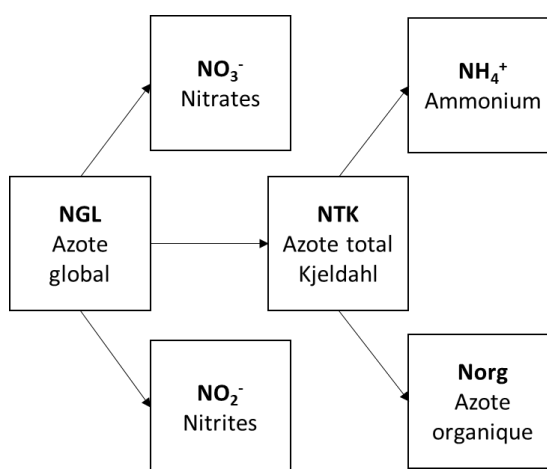 NO₃⁻
Nitrates
NH₄⁺
Ammonium
NGL
Azote
global
NTK
Azote total
Kjeldahl
NO₂⁻
Nitrites
Norg
Azote
organique